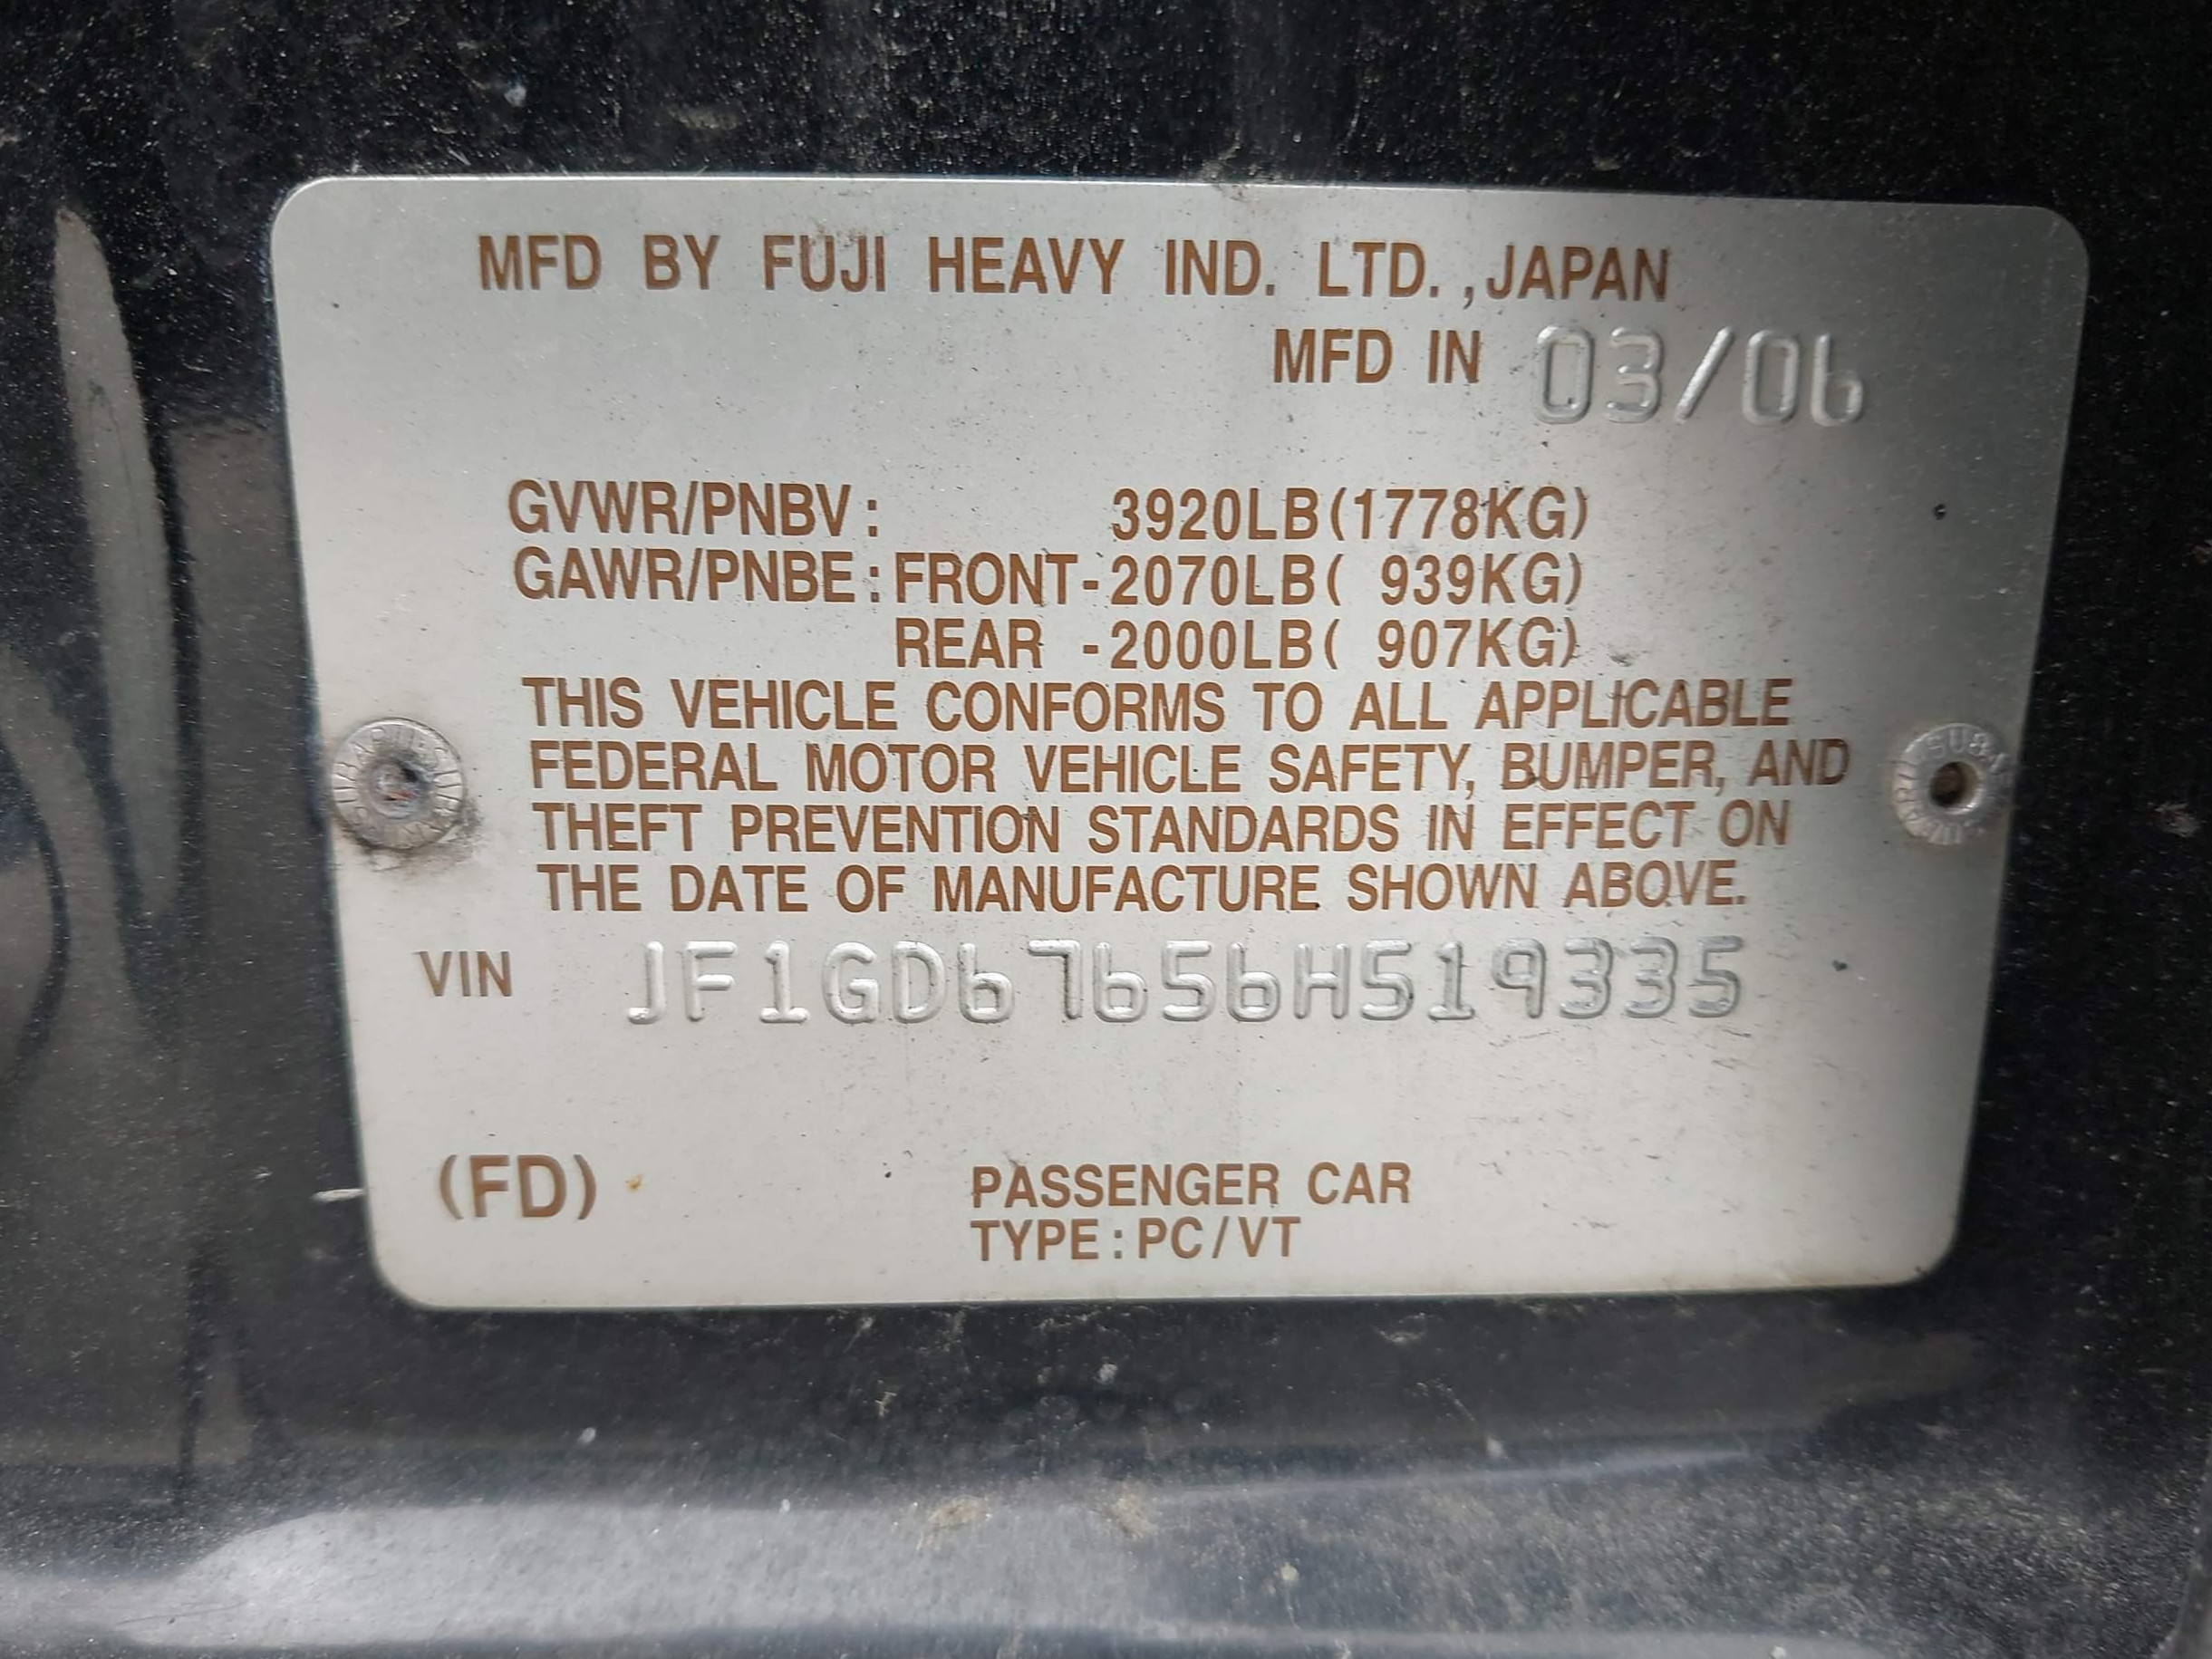 MFD BY FUJI HEAVY IND. LTD.,JAPAN
MFD IN 03/06
GVWR/PNBV: 3920LB(1778KG)
GAWR/PNBE:FRONT-2070LB( 939KG)
REAR -2000LB( 907KG)
THIS VEHICLE CONFORMS TO ALL APPLICABLE
FEDERAL MOTOR VEHICLE SAFETY, BUMPER, AND
THEFT PREVENTION STANDARDS IN EFFECT ON
THE DATE OF MANUFACTURE SHOWN ABOVE.
VIN JF1GD67656H519335
(FD)
PASSENGER CAR
TYPE:PC/VT